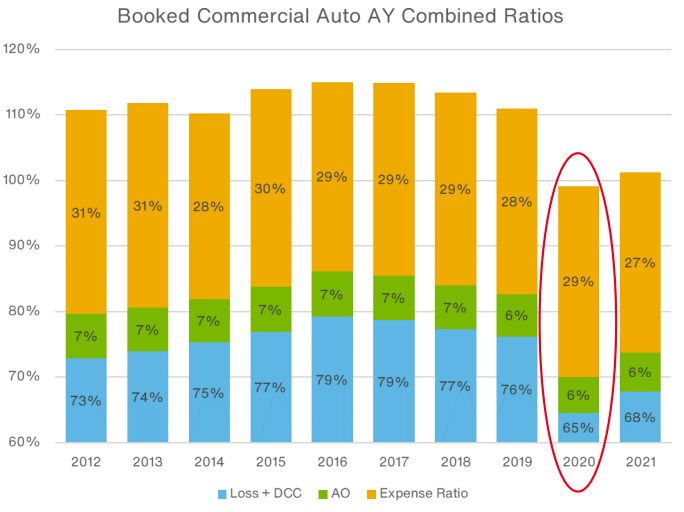 Booked Commercial Auto AY Combined Ratios
120%
110%
100%
90%
80%
70%
60%
31% 31% 28% 30% 29% 29% 29% 28% 29% 27%
7% 7% 7% 7% 7% 7% 7% 6% 6% 6%
73% 74% 75% 77% 79% 79% 77% 76% 65% 68%
2012 2013 2014 2015 2016 2017 2018 2019 2020 2021
Loss + DCC AO Expense Ratio